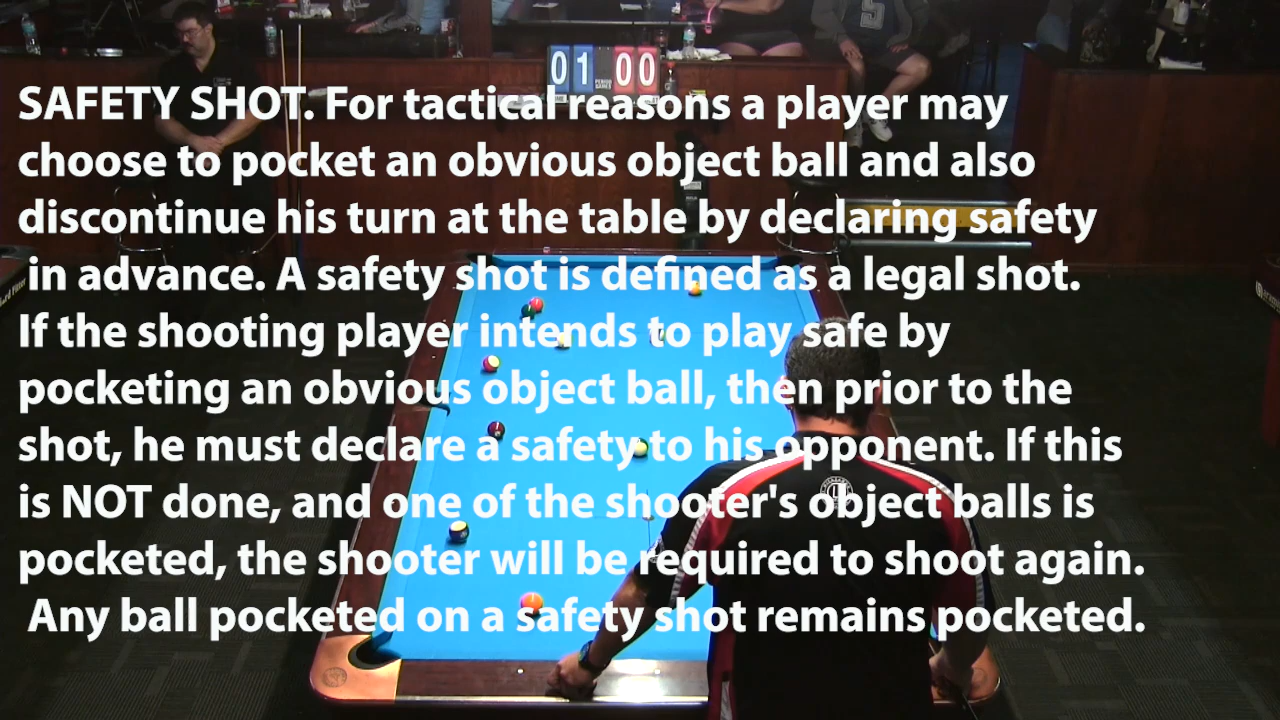 01 00
SAFETY SHOT. For tactical reasons a player may
choose to pocket an obvious object ball and also
discontinue his turn at the table by declaring safety
in advance. A safety shot is defined as a legal shot.
If the shooting player intends to play safe by
pocketing an obvious object ball, then prior to the
shot, he must declare a safety to his opponent. If this
is NOT done, and one of the shooter's object balls is
pocketed, the shooter will be required to shoot again.
Any ball pocketed on a safety shot remains pocketed.